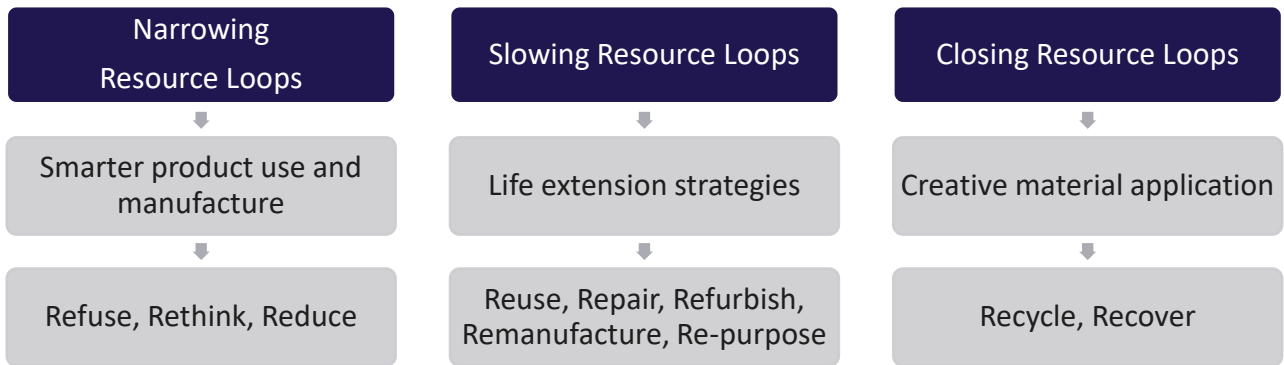 Narrowing
Resource Loops
Smarter product use and
manufacture
Refuse, Rethink, Reduce
Slowing Resource Loops
Life extension strategies
Reuse, Repair, Refurbish,
Remanufacture, Re-purpose
Closing Resource Loops
Creative material application
Recycle, Recover